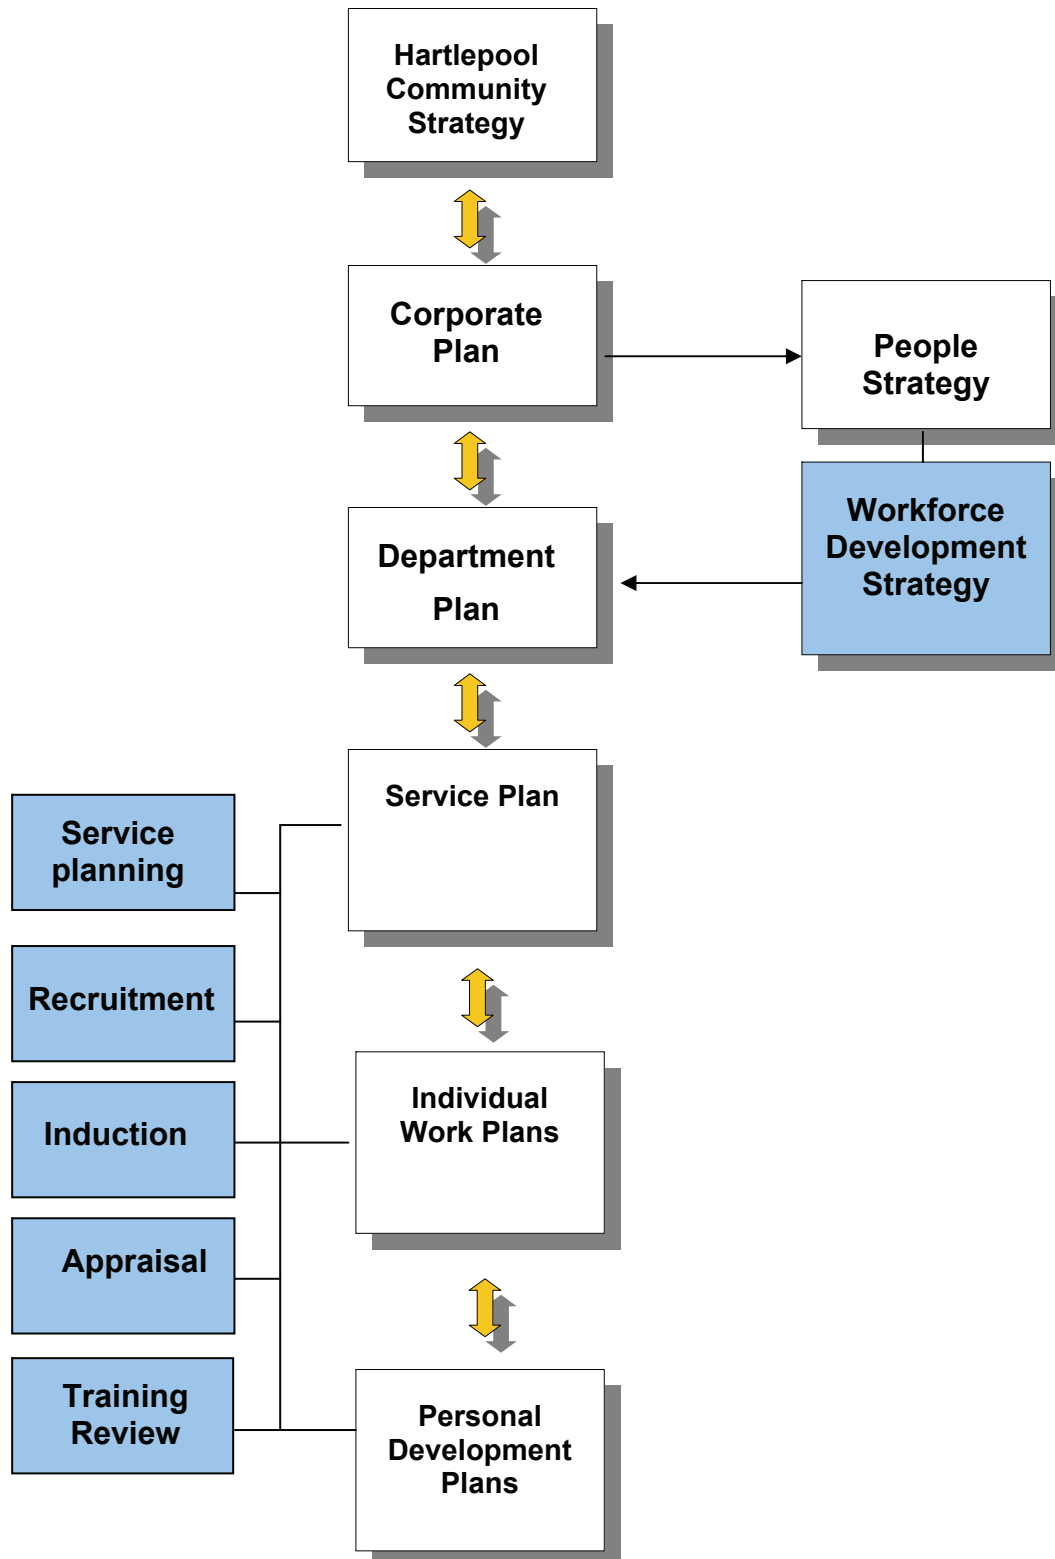 Hartlepool
Community
Strategy
Corporate
Plan
People
Strategy
Workforce
Development
Strategy
Department
Plan
Service Plan
Service
planning
Recruitment
Induction
Appraisal
Training
Review
Individual
Work Plans
Personal
Development
Plans